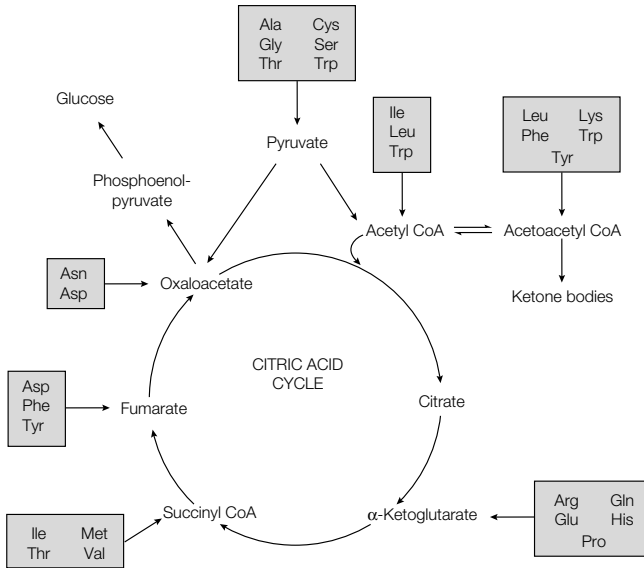 Ala Cys
Gly Ser
Thr Trp
Glucose
Ile
Leu
Trp
Leu Lys
Phe Trp
Tyr
Pyruvate
Phosphoenol-
pyruvate
Acetyl CoA
Acetoacetyl CoA
Asn
Asp
Oxaloacetate
Ketone bodies
CITRIC ACID
CYCLE
Asp
Phe
Tyr
Fumarate
Citrate
Succinyl CoA
α-Ketoglutarate
Arg Gln
Glu His
Pro
Ile Met
Thr Val